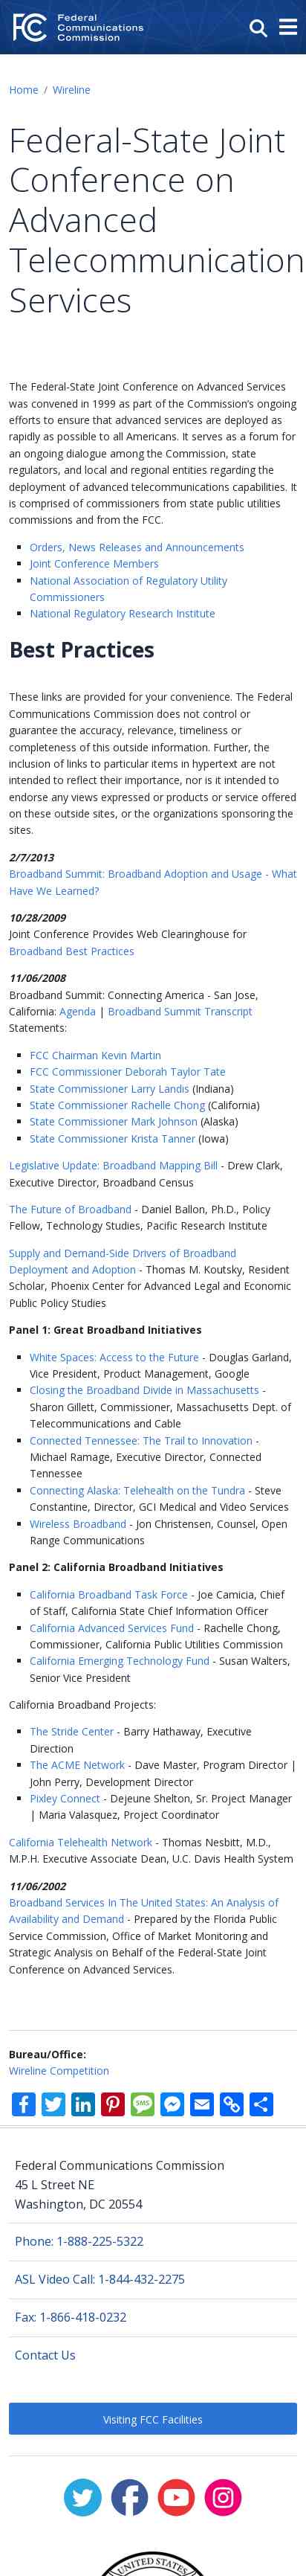 FC Federal
Communications
Commission
Home / Wireline
Federal-State Joint
Conference on
Advanced
Telecommunication
Services
The Federal-State Joint Conference on Advanced Services
was convened in 1999 as part of the Commission's ongoing
efforts to ensure that advanced services are deployed as
rapidly as possible to all Americans. It serves as a forum for
an ongoing dialogue among the Commission, state
regulators, and local and regional entities regarding the
deployment of advanced telecommunications capabilities. It
is comprised of commissioners from state public utilities
commissions and from the FCC.
Orders, News Releases and Announcements
Joint Conference Members
National Association of Regulatory Utility
Commissioners
National Regulatory Research Institute
Best Practices
These links are provided for your convenience. The Federal
Communications Commission does not control or
guarantee the accuracy, relevance, timeliness or
completeness of this outside information. Further, the
inclusion of links to particular items in hypertext are not
intended to reflect their importance, nor is it intended to
endorse any views expressed or products or service offered
on these outside sites, or the organizations sponsoring the
sites.
2/7/2013
Broadband Summit: Broadband Adoption and Usage - What
Have We Learned?
10/28/2009
Joint Conference Provides Web Clearinghouse for
Broadband Best Practices
11/06/2008
Broadband Summit: Connecting America - San Jose,
California: Agenda | Broadband Summit Transcript
Statements:
FCC Chairman Kevin Martin
FCC Commissioner Deborah Taylor Tate
State Commissioner Larry Landis (Indiana)
State Commissioner Rachelle Chong (California)
State Commissioner Mark Johnson (Alaska)
State Commissioner Krista Tanner (Iowa)
Legislative Update: Broadband Mapping Bill - Drew Clark,
Executive Director, Broadband Census
The Future of Broadband - Daniel Ballon, Ph.D., Policy
Fellow, Technology Studies, Pacific Research Institute
Supply and Demand-Side Drivers of Broadband
Deployment and Adoption - Thomas M. Koutsky, Resident
Scholar, Phoenix Center for Advanced Legal and Economic
Public Policy Studies
Panel 1: Great Broadband Initiatives
White Spaces: Access to the Future - Douglas Garland,
Vice President, Product Management, Google
Closing the Broadband Divide in Massachusetts -
Sharon Gillett, Commissioner, Massachusetts Dept. of
Telecommunications and Cable
Connected Tennessee: The Trail to Innovation -
Michael Ramage, Executive Director, Connected
Tennessee
Connecting Alaska: Telehealth on the Tundra - Steve
Constantine, Director, GCI Medical and Video Services
Wireless Broadband - Jon Christensen, Counsel, Open
Range Communications
Panel 2: California Broadband Initiatives
California Broadband Task Force - Joe Camicia, Chief
of Staff, California State Chief Information Officer
California Advanced Services Fund - Rachelle Chong,
Commissioner, California Public Utilities Commission
California Emerging Technology Fund - Susan Walters,
Senior Vice President
California Broadband Projects:
The Stride Center - Barry Hathaway, Executive
Direction
The ACME Network - Dave Master, Program Director |
John Perry, Development Director
Pixley Connect - Dejeune Shelton, Sr. Project Manager
| Maria Valasquez, Project Coordinator
California Telehealth Network - Thomas Nesbitt, M.D.,
M.P.H. Executive Associate Dean, U.C. Davis Health System
11/06/2002
Broadband Services In The United States: An Analysis of
Availability and Demand - Prepared by the Florida Public
Service Commission, Office of Market Monitoring and
Strategic Analysis on Behalf of the Federal-State Joint
Conference on Advanced Services.
Bureau/Office:
Wireline Competition
SMS
Federal Communications Commission
45 L Street NE
Washington, DC 20554
Phone: 1-888-225-5322
ASL Video Call: 1-844-432-2275
Fax: 1-866-418-0232
Contact Us
Visiting FCC Facilities
UNITED STATES